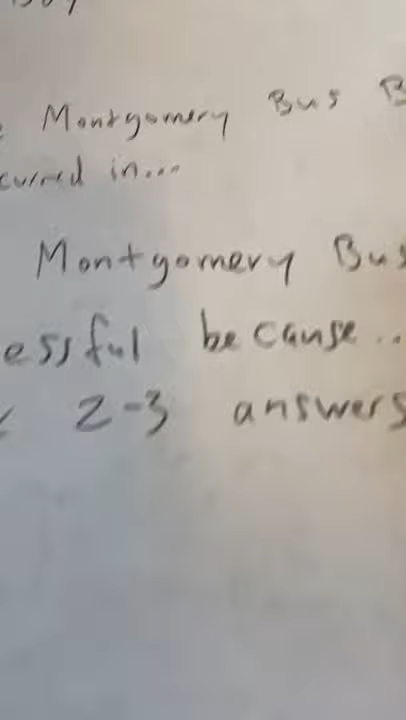 Montgomery Bus B
curred in...
Montgomery Bus
essful because..
2-3 answers